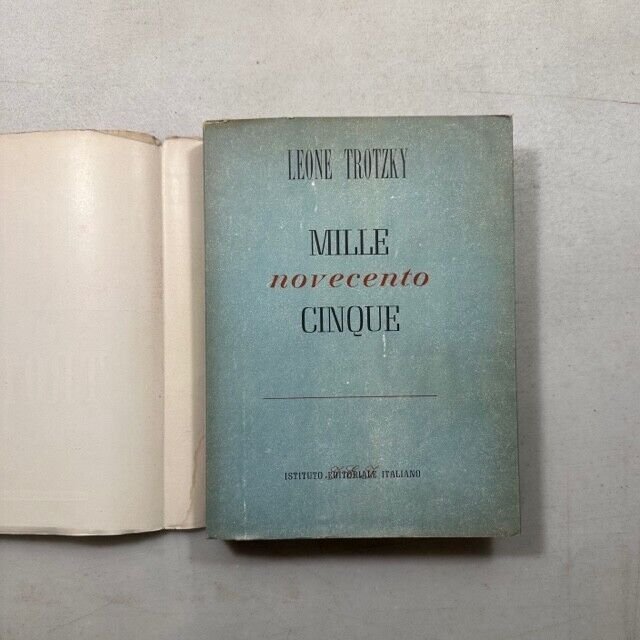 LEONE TROTZKY
MILLE
novecento
CINQUE
ISTITUTO EDITORIALE ITALIANO